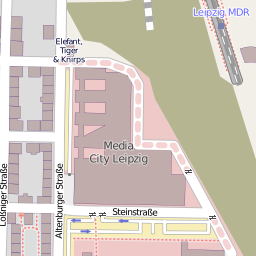 Leipzig MDR
Elefant,
Tiger
& Knirps
Media
City Leipzig
Steinstraße
Lößniger Straße
Altenburger Straße